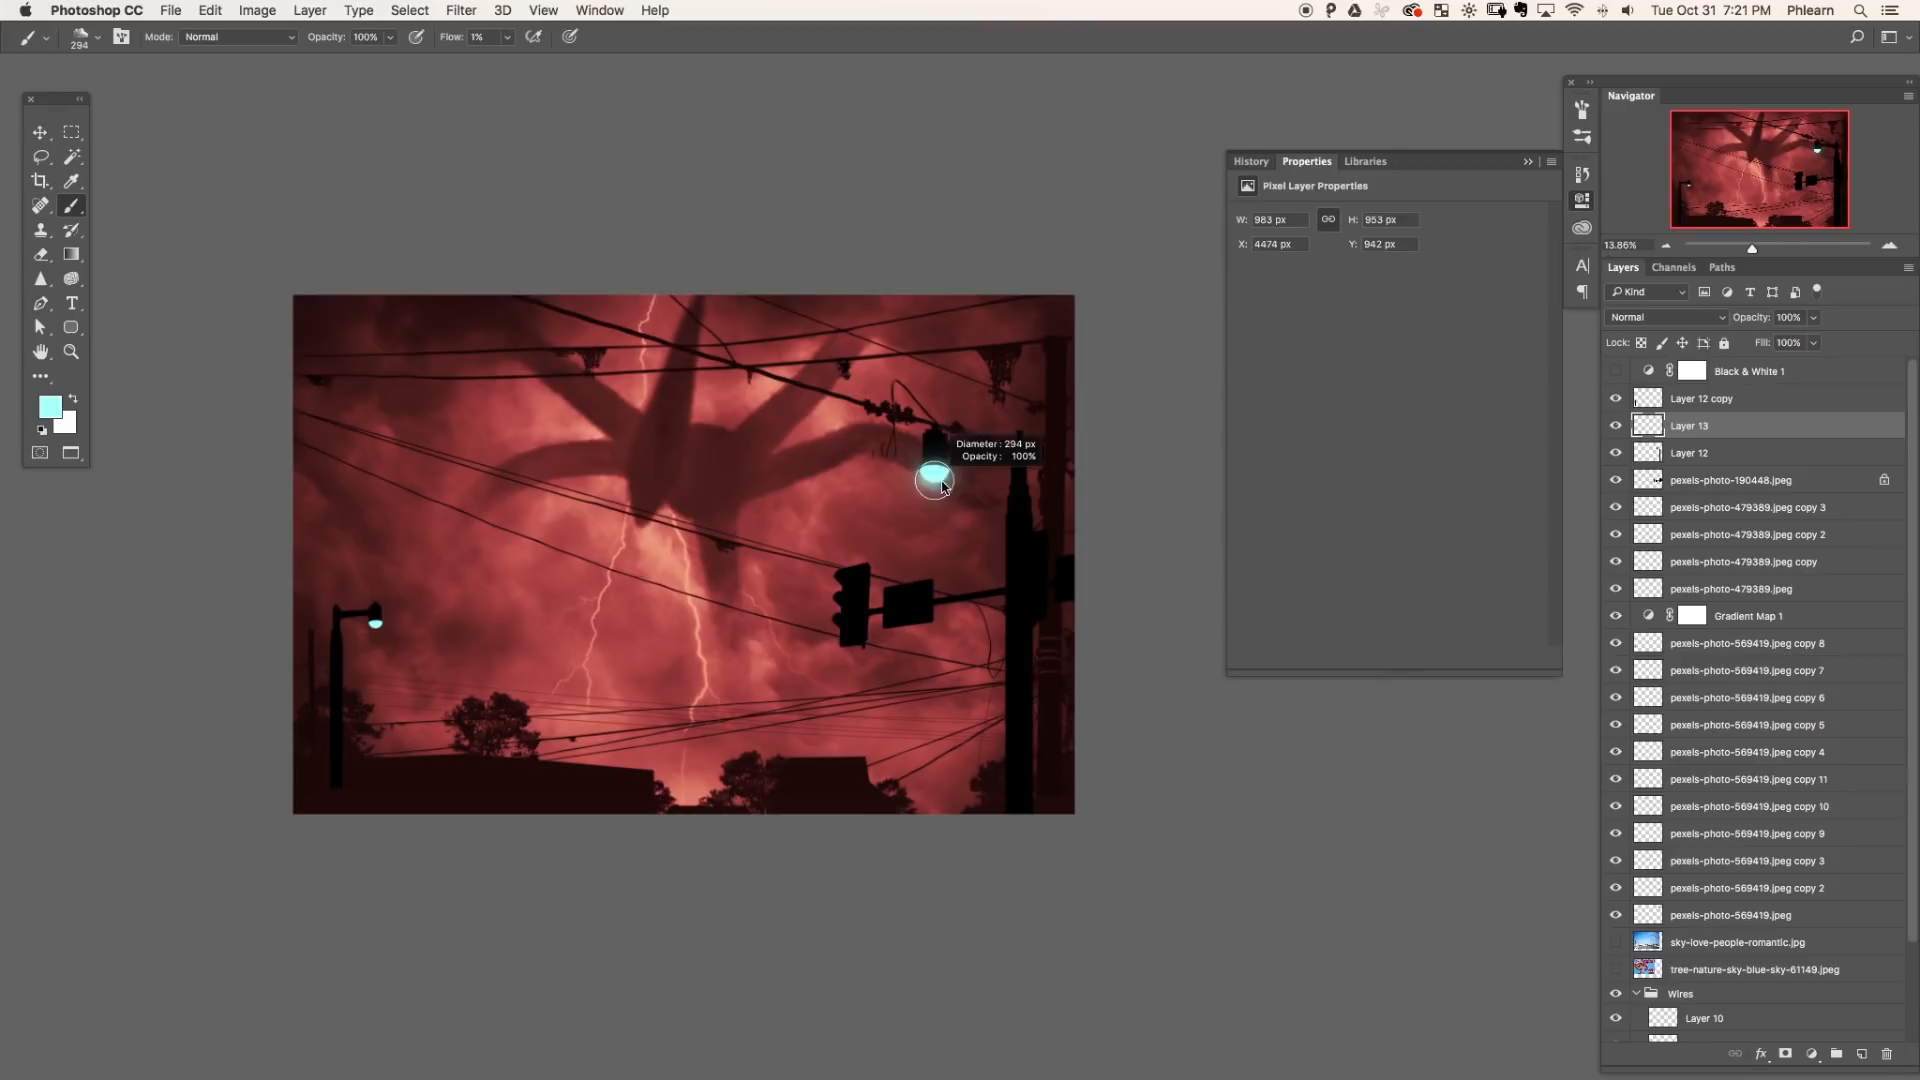 Photoshop CC File Edit Image Layer Type Select Filter 3D View Window Help Tue Oct 31 7:21 PM Phlearn
294 Mode: Normal Opacity: 100% Flow: 1%
Navigator
13.86%
History Properties Libraries
Pixel Layer Properties
W: 983 px H: 953 px
X: 4474 px Y: 942 px
Diameter: 294 px
Opacity: 100%
Layers Channels Paths
Kind
Normal Opacity: 100%
Lock: Fill: 100%
Black & White 1
Layer 12 copy
Layer 13
Layer 12
pexels-photo-190448.jpeg
pexels-photo-479389.jpeg copy 3
pexels-photo-479389.jpeg copy 2
pexels-photo-479389.jpeg copy
pexels-photo-479389.jpeg
Gradient Map 1
pexels-photo-569419.jpeg copy 8
pexels-photo-569419.jpeg copy 7
pexels-photo-569419.jpeg copy 6
pexels-photo-569419.jpeg copy 5
pexels-photo-569419.jpeg copy 4
pexels-photo-569419.jpeg copy 11
pexels-photo-569419.jpeg copy 10
pexels-photo-569419.jpeg copy 9
pexels-photo-569419.jpeg copy 3
pexels-photo-569419.jpeg copy 2
pexels-photo-569419.jpeg
sky-love-people-romantic.jpg
tree-nature-sky-blue-sky-61149.jpeg
Wires
Layer 10
fx